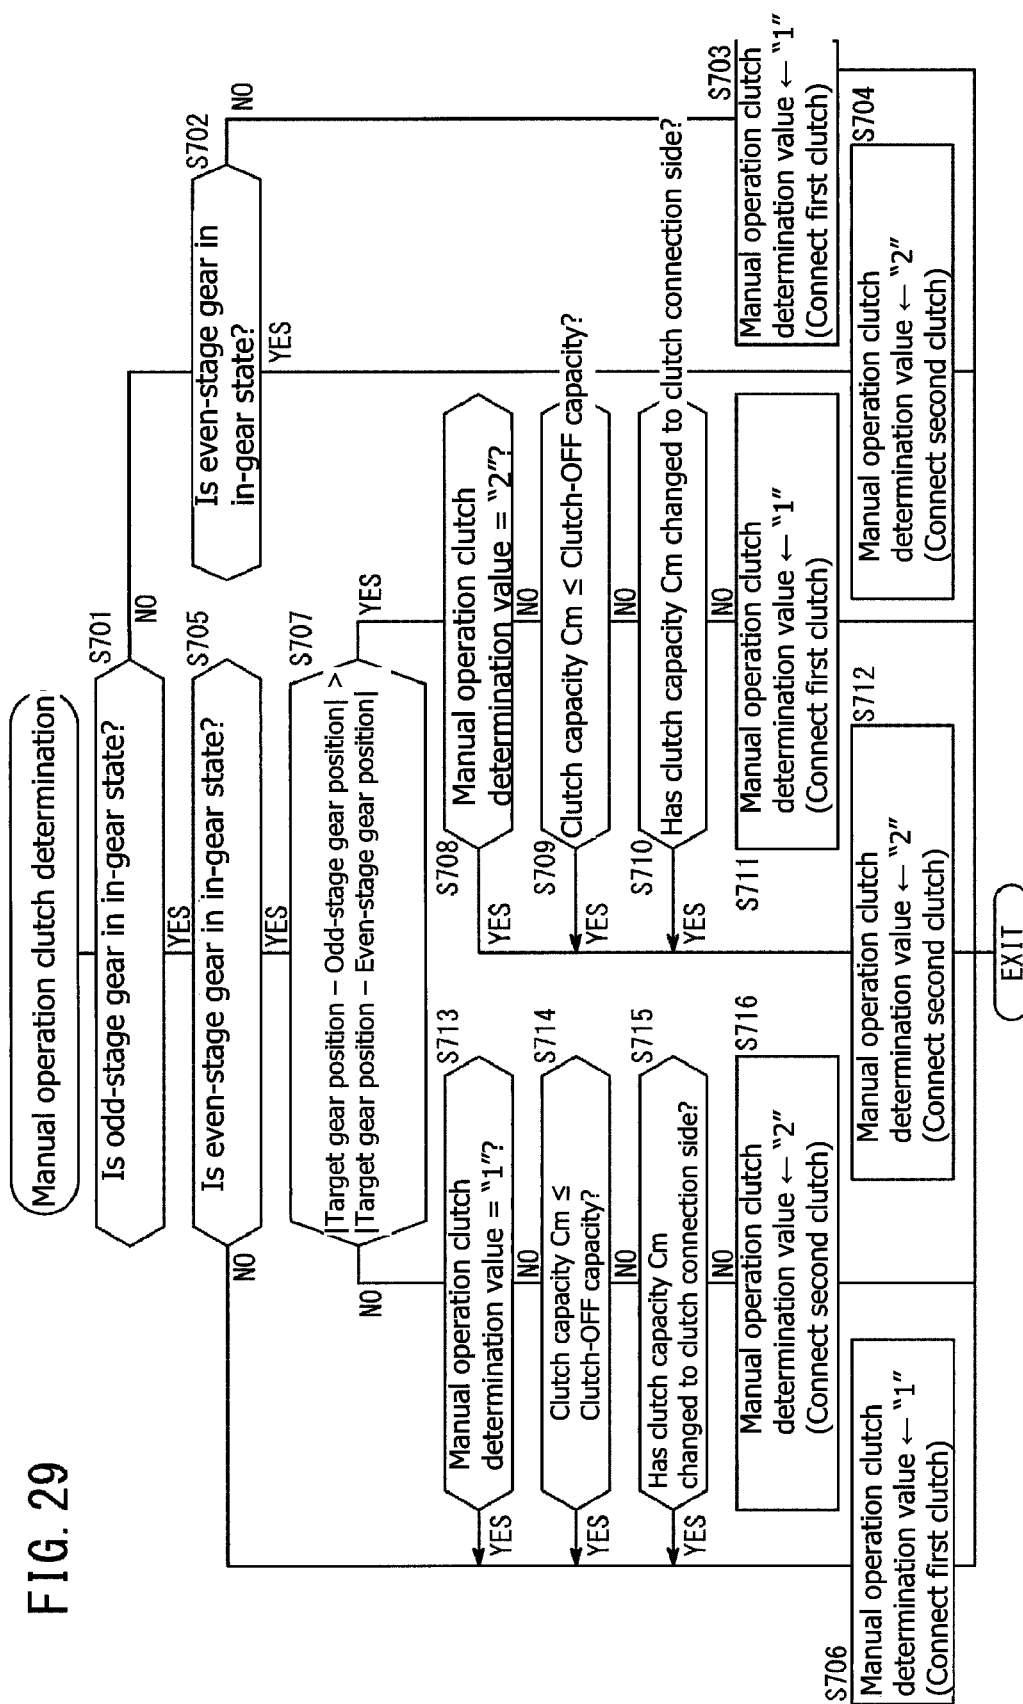 FIG. 29
Manual operation clutch determination
S701
Is odd-stage gear in in-gear state?
NO
YES
S702
Is even-stage gear in
in-gear state?
NO
YES
S705
Is even-stage gear in in-gear state?
NO
YES
S707
|Target gear position – Odd-stage gear position| >
|Target gear position – Even-stage gear position|
NO
YES
S713
Manual operation clutch
determination value = “1”?
YES
NO
S714
Clutch capacity Cm ≤
Clutch-OFF capacity?
YES
NO
S715
Has clutch capacity Cm
changed to clutch connection side?
YES
NO
S716
Manual operation clutch
determination value ← “2”
(Connect second clutch)
S708
Manual operation clutch
determination value = “2”?
YES
NO
S709
Clutch capacity Cm ≤ Clutch-OFF capacity?
YES
NO
S710
Has clutch capacity Cm changed to clutch connection side?
YES
NO
S711
Manual operation clutch
determination value ← “1”
(Connect first clutch)
S703
Manual operation clutch
determination value ← “1”
(Connect first clutch)
S706
Manual operation clutch
determination value ← “1”
(Connect first clutch)
S712
Manual operation clutch
determination value ← “2”
(Connect second clutch)
S704
Manual operation clutch
determination value ← “2”
(Connect second clutch)
EXIT